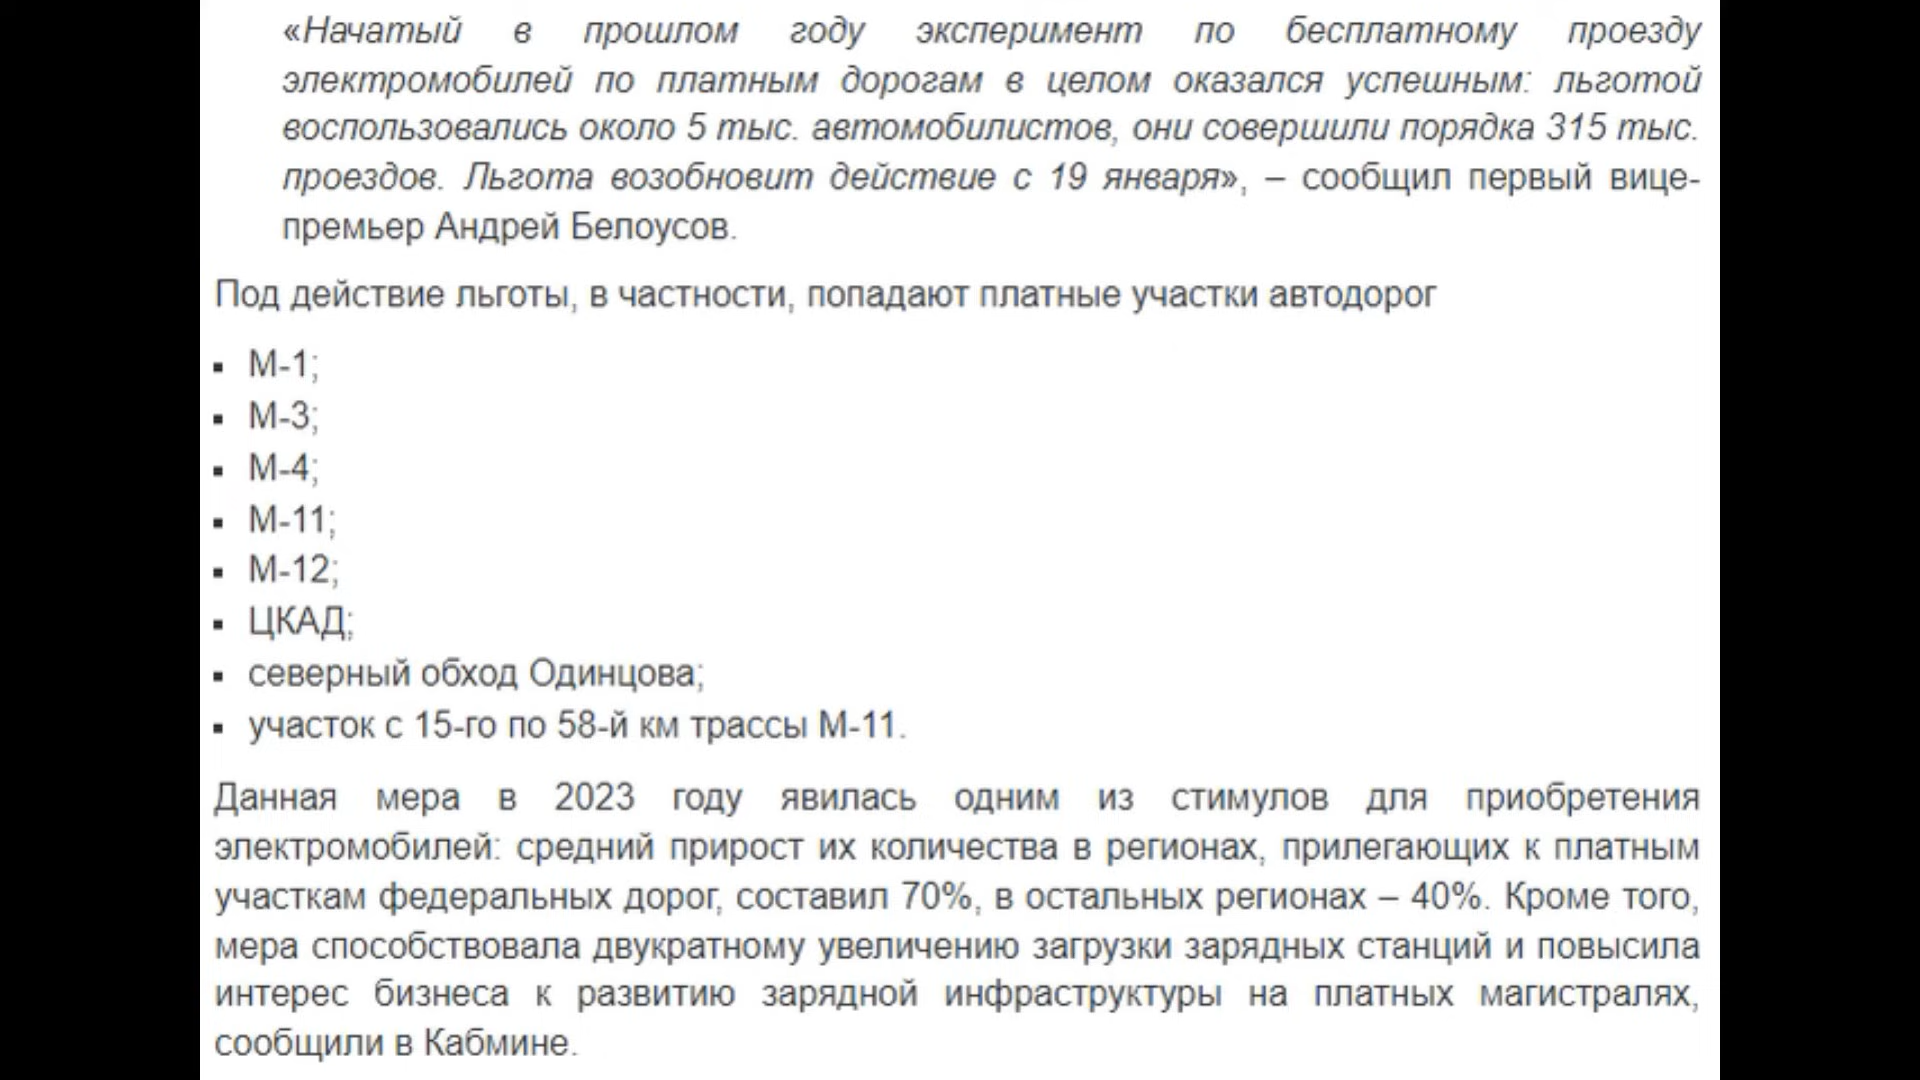 «Начатый в прошлом году эксперимент по бесплатному проезду
электромобилей по платным дорогам в целом оказался успешным: льготой
воспользовались около 5 тыс. автомобилистов, они совершили порядка 315 тыс.
проездов. Льгота возобновит действие с 19 января», – сообщил первый вице-
премьер Андрей Белоусов.
Под действие льготы, в частности, попадают платные участки автодорог
▪ М-1;
▪ М-3;
▪ М-4;
▪ М-11;
▪ М-12;
▪ ЦКАД;
▪ северный обход Одинцова;
▪ участок с 15-го по 58-й км трассы М-11.
Данная мера в 2023 году явилась одним из стимулов для приобретения
электромобилей: средний прирост их количества в регионах, прилегающих к платным
участкам федеральных дорог, составил 70%, в остальных регионах – 40%. Кроме того,
мера способствовала двукратному увеличению загрузки зарядных станций и повысила
интерес бизнеса к развитию зарядной инфраструктуры на платных магистралях,
сообщили в Кабмине.